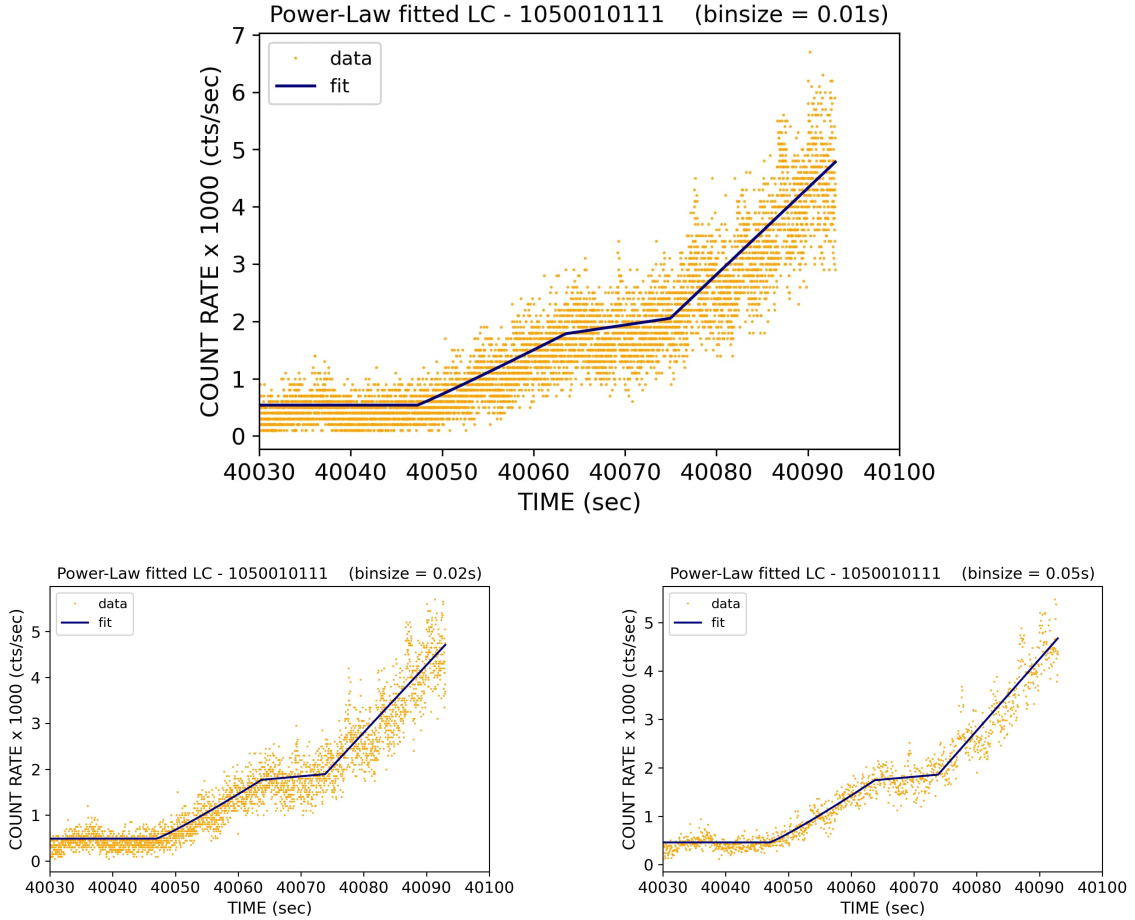 Power-Law fitted LC - 1050010111 (binsize = 0.01s)
data
fit
COUNT RATE x 1000 (cts/sec)
7
6
5
4
3
2
1
0
40030 40040 40050 40060 40070 40080 40090 40100
TIME (sec)
Power-Law fitted LC - 1050010111 (binsize = 0.02s)
data
fit
COUNT RATE x 1000 (cts/sec)
5
4
3
2
1
0
40030 40040 40050 40060 40070 40080 40090 40100
TIME (sec)
Power-Law fitted LC - 1050010111 (binsize = 0.05s)
data
fit
COUNT RATE x 1000 (cts/sec)
5
4
3
2
1
0
40030 40040 40050 40060 40070 40080 40090 40100
TIME (sec)